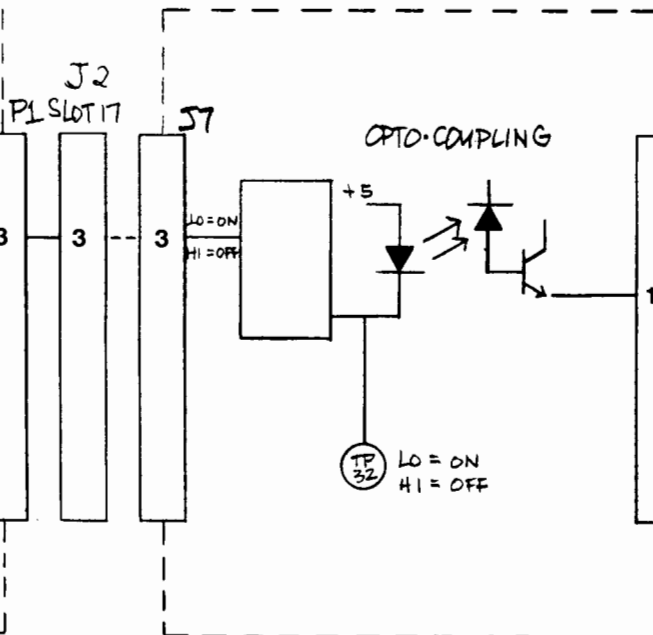 J2
P1 SLOT 17
J7
OPTO-COUPLING
+5
3
3
3
LO = ON
HI = OFF
1
TP
32
LO = ON
HI = OFF